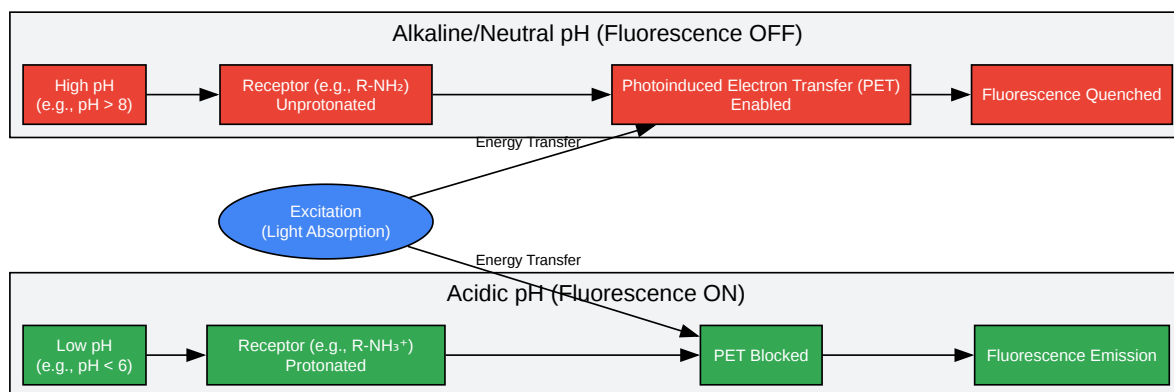 Alkaline/Neutral pH (Fluorescence OFF)
High pH
(e.g., pH > 8)
Receptor (e.g., R-NH₂)
Unprotonated
Photoinduced Electron Transfer (PET)
Enabled
Fluorescence Quenched
Energy Transfer
Excitation
(Light Absorption)
Energy Transfer
Acidic pH (Fluorescence ON)
Low pH
(e.g., pH < 6)
Receptor (e.g., R-NH₃⁺)
Protonated
PET Blocked
Fluorescence Emission